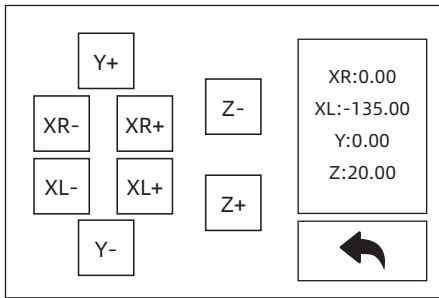 Y+
XR-
XR+
XL-
XL+
Y-
Z-
Z+
XR:0.00
XL:-135.00
Y:0.00
Z:20.00